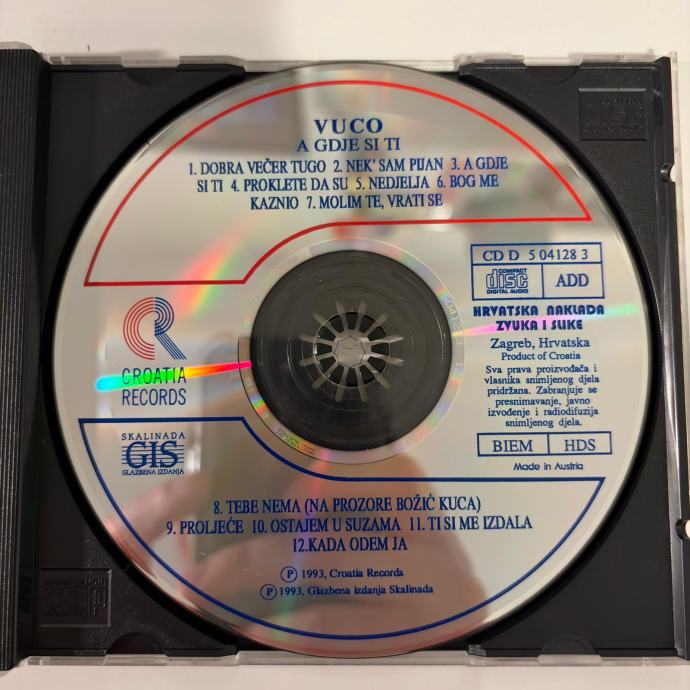 VUCO
A GDJE SI TI
1. DOBRA VEČER TUGO 2. NEK' SAM PIJAN 3. A GDJE
SI TI 4. PROKLETE DA SU 5. NEDJELJA 6. BOG ME
KAZNIO 7. MOLIM TE, VRATI SE
CD D 5 04128 3
COMPACT
disc
DIGITAL AUDIO
ADD
HRVATSKA NAKLADA
ZVUKA I SLIKE
Zagreb, Hrvatska
Product of Croatia
Sva prava proizvođača i
vlasnika snimljenog djela
pridržana. Zabranjuje se
presnimavanje, javno
izvođenje i radiodifuzija
snimljenog djela.
BIEM HDS
Made in Austria
CROATIA
RECORDS
SKALINADA
GIS
GLAZBENA IZDANJA
8. TEBE NEMA (NA PROZORE BOŽIĆ KUCA)
9. PROLJEĆE 10. OSTAJEM U SUZAMA 11. TI SI ME IZDALA
12.KADA ODEM JA
Ⓟ 1993, Croatia Records
Ⓟ 1993, Glazbena izdanja Skalinada